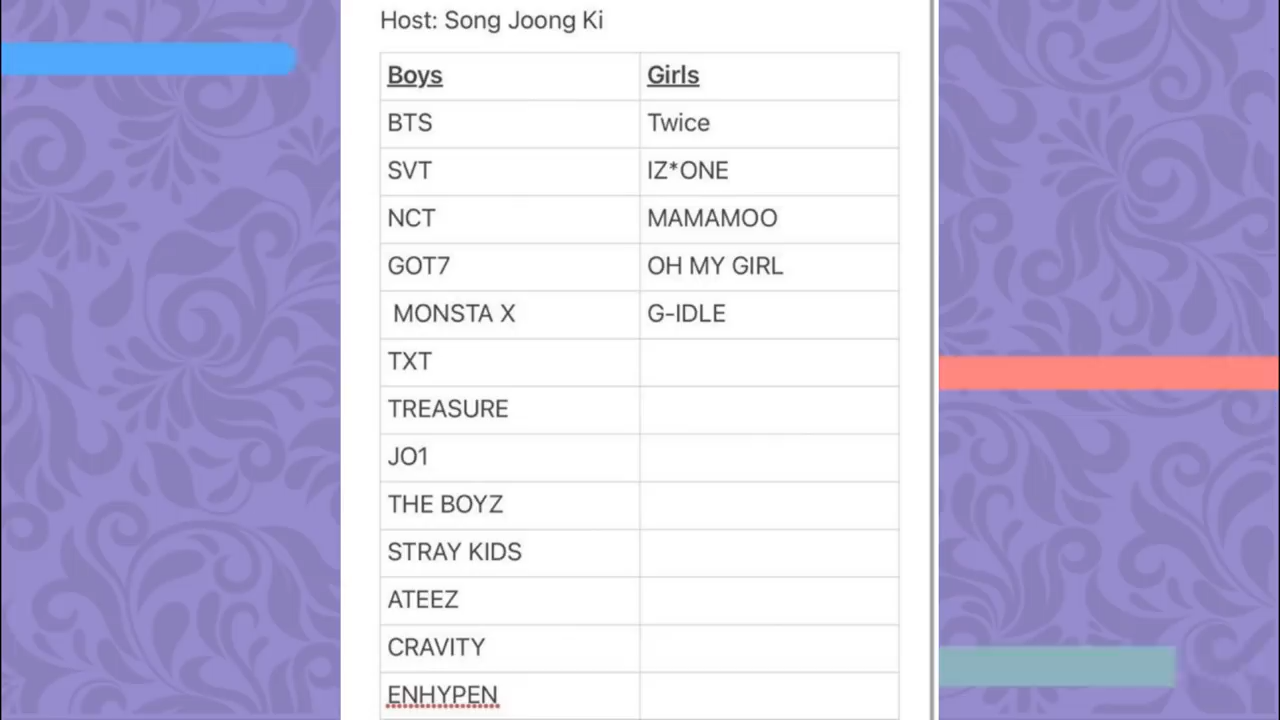 Host: Song Joong Ki
Boys Girls
BTS Twice
SVT IZ*ONE
NCT MAMAMOO
GOT7 OH MY GIRL
MONSTA X G-IDLE
TXT
TREASURE
JO1
THE BOYZ
STRAY KIDS
ATEEZ
CRAVITY
ENHYPEN